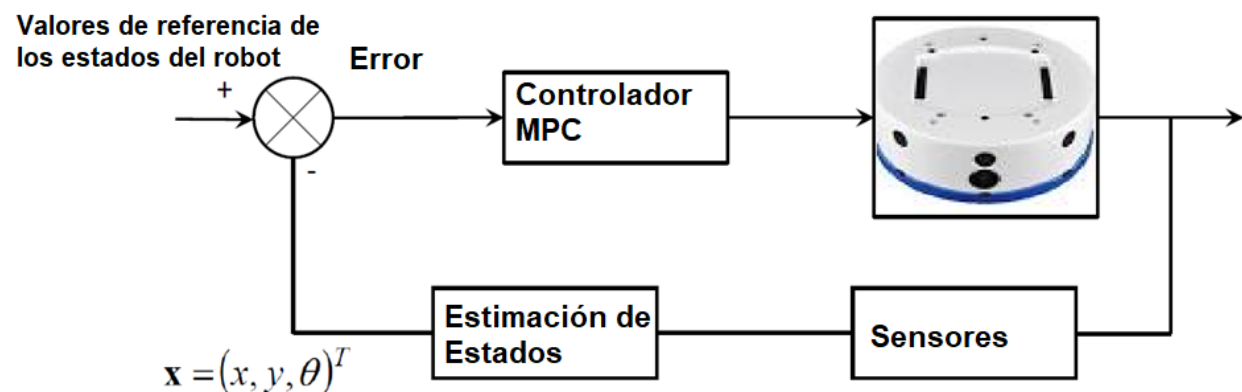 Valores de referencia de
los estados del robot
Error
+
-
Controlador
MPC
Estimación de
Estados
Sensores
x = (x, y, θ)^T